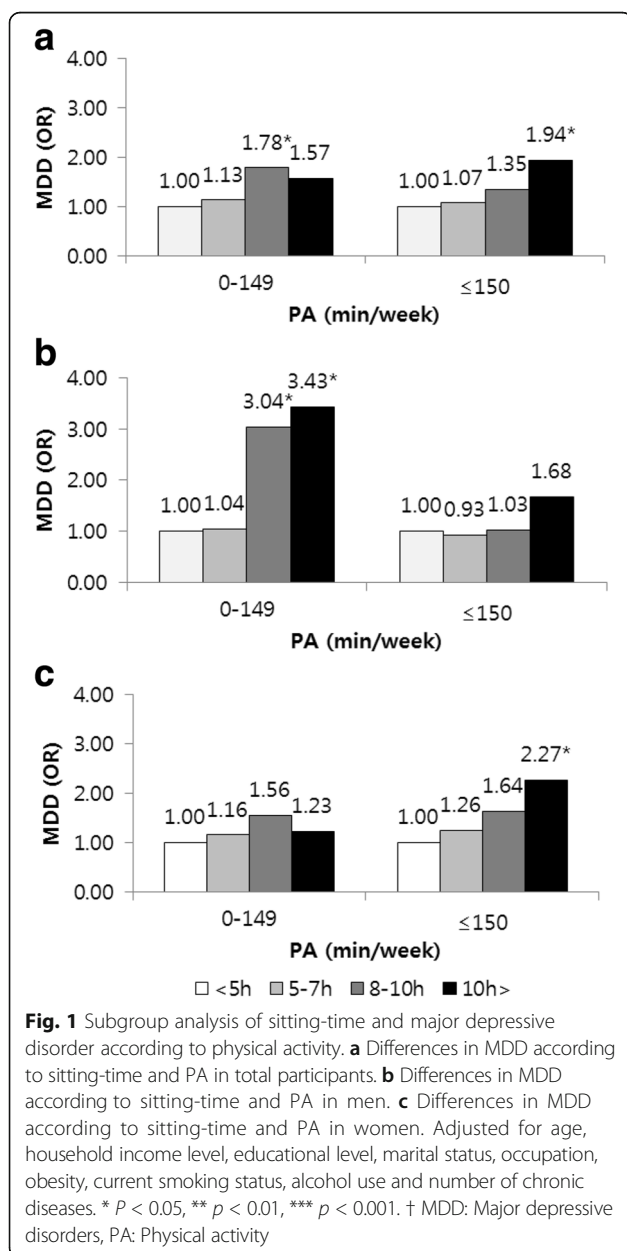 a
4.00
3.00
2.00
1.00
0.00
MDD (OR)
1.00 1.13 1.78* 1.57
1.00 1.07 1.35 1.94*
0-149 ≤150
PA (min/week)
b
4.00
3.00
2.00
1.00
0.00
MDD (OR)
1.00 1.04 3.04* 3.43*
1.00 0.93 1.03 1.68
0-149 ≤150
PA (min/week)
c
4.00
3.00
2.00
1.00
0.00
MDD (OR)
1.00 1.16 1.56 1.23
1.00 1.26 1.64 2.27*
0-149 ≤150
PA (min/week)
<5h 5-7h 8-10h 10h>
Fig. 1 Subgroup analysis of sitting-time and major depressive
disorder according to physical activity. a Differences in MDD according
to sitting-time and PA in total participants. b Differences in MDD
according to sitting-time and PA in men. c Differences in MDD
according to sitting-time and PA in women. Adjusted for age,
household income level, educational level, marital status, occupation,
obesity, current smoking status, alcohol use and number of chronic
diseases. * P < 0.05, ** p < 0.01, *** p < 0.001. † MDD: Major depressive
disorders, PA: Physical activity